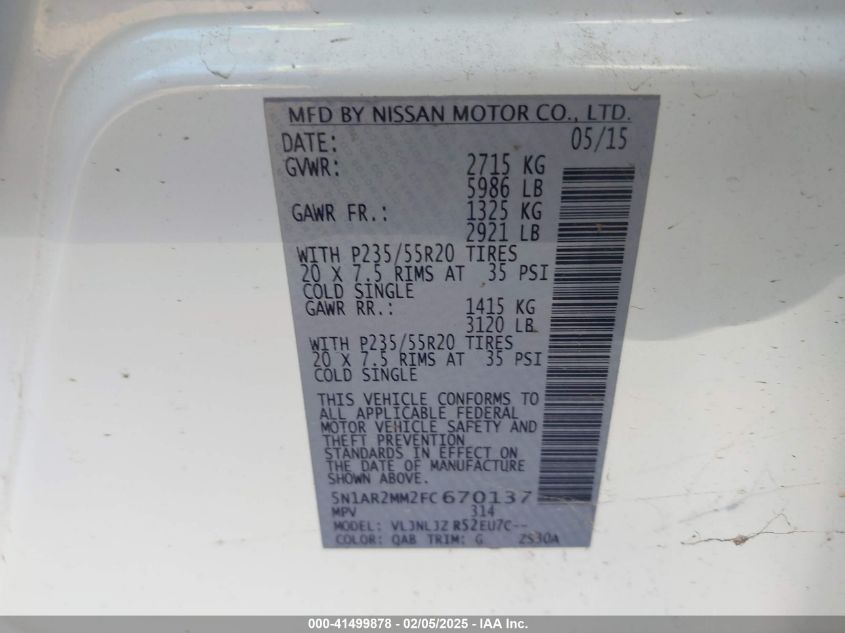 MFD BY NISSAN MOTOR CO., LTD.
DATE: 05/15
GVWR: 2715 KG
5986 LB
GAWR FR.: 1325 KG
2921 LB
WITH P235/55R20 TIRES
20 X 7.5 RIMS AT 35 PSI
COLD SINGLE
GAWR RR.: 1415 KG
3120 LB
WITH P235/55R20 TIRES
20 X 7.5 RIMS AT 35 PSI
COLD SINGLE
THIS VEHICLE CONFORMS TO
ALL APPLICABLE FEDERAL
MOTOR VEHICLE SAFETY AND
THEFT PREVENTION
STANDARDS IN EFFECT ON
THE DATE OF MANUFACTURE
SHOWN ABOVE.
5N1AR2MM2FC670137
MPV 314
MODEL: VL3NL3Z R52EU7C--
COLOR: QAB TRIM: G ZS30A
000-41499878 - 02/05/2025 - IAA Inc.